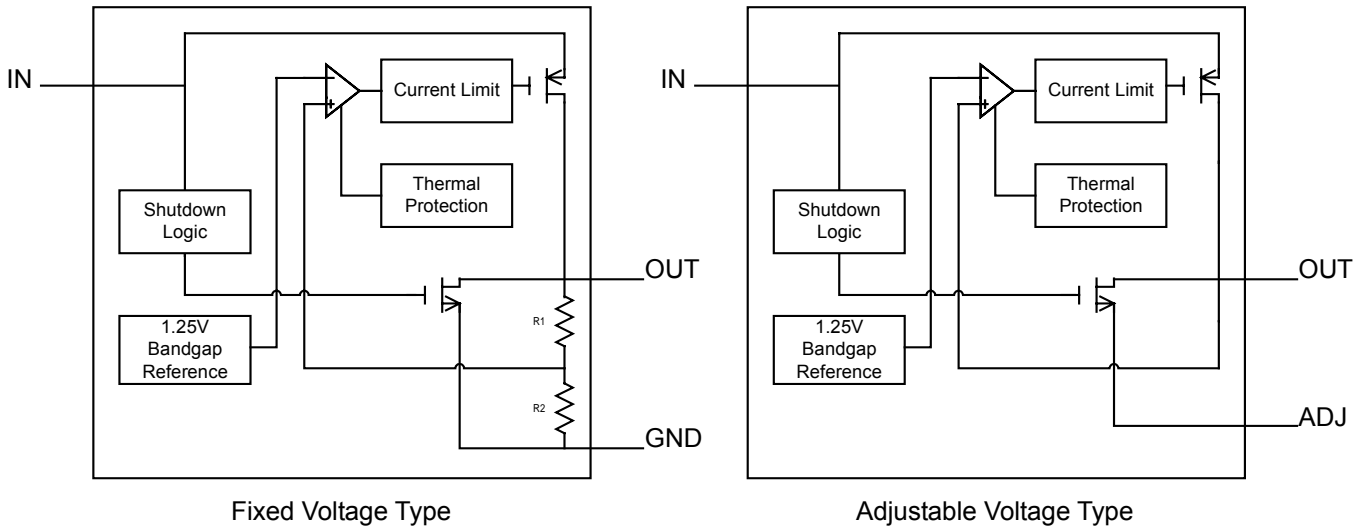 IN
Current Limit
Thermal
Protection
Shutdown
Logic
OUT
1.25V
Bandgap
Reference
R1
R2
GND
Fixed Voltage Type
IN
Current Limit
Thermal
Protection
Shutdown
Logic
OUT
1.25V
Bandgap
Reference
ADJ
Adjustable Voltage Type